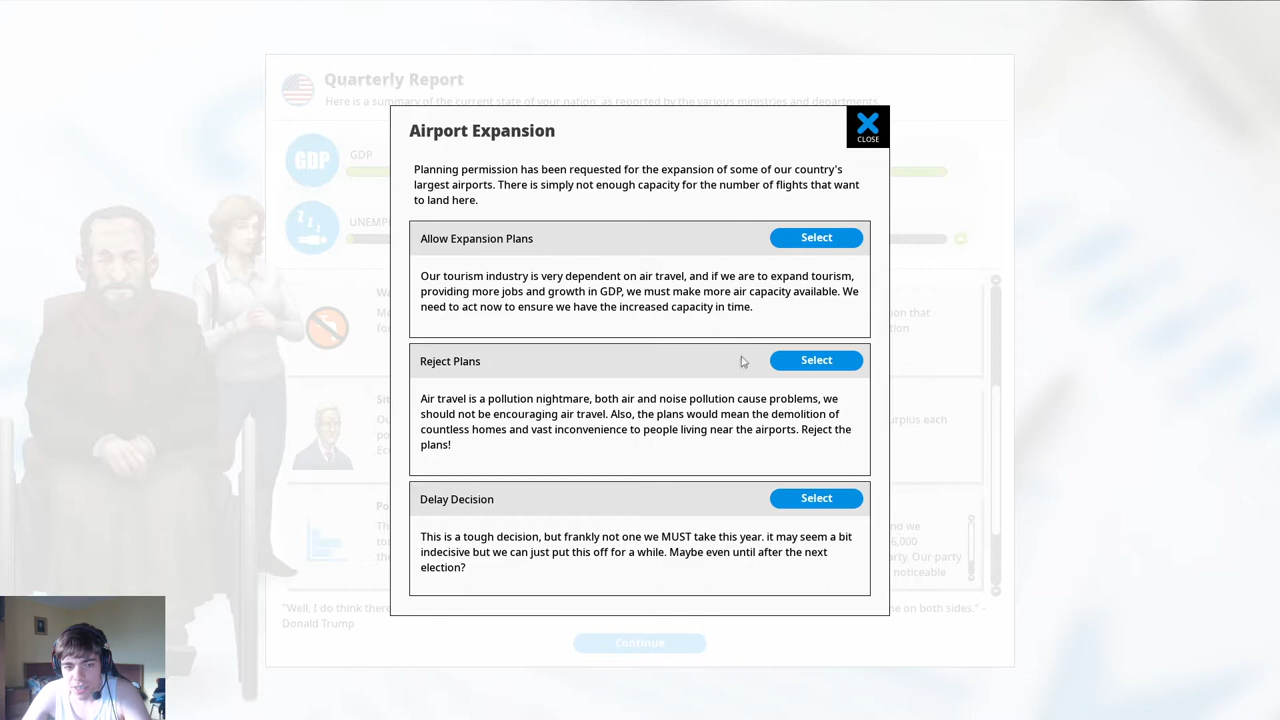 Quarterly Report
Here is a summary of the current state of your nation, as reported by the various ministries and departments
Airport Expansion
CLOSE
GDP
GDP
Planning permission has been requested for the expansion of some of our country's
largest airports. There is simply not enough capacity for the number of flights that want
to land here.
UNEMP
Allow Expansion Plans
Select
Our tourism industry is very dependent on air travel, and if we are to expand tourism,
providing more jobs and growth in GDP, we must make more air capacity available. We
need to act now to ensure we have the increased capacity in time.
Reject Plans
Select
Air travel is a pollution nightmare, both air and noise pollution cause problems, we
should not be encouraging air travel. Also, the plans would mean the demolition of
countless homes and vast inconvenience to people living near the airports. Reject the
plans!
Delay Decision
Select
This is a tough decision, but frankly not one we MUST take this year. it may seem a bit
indecisive but we can just put this off for a while. Maybe even until after the next
election?
"Well, I do think there
me on both sides." -
Donald Trump
Continue